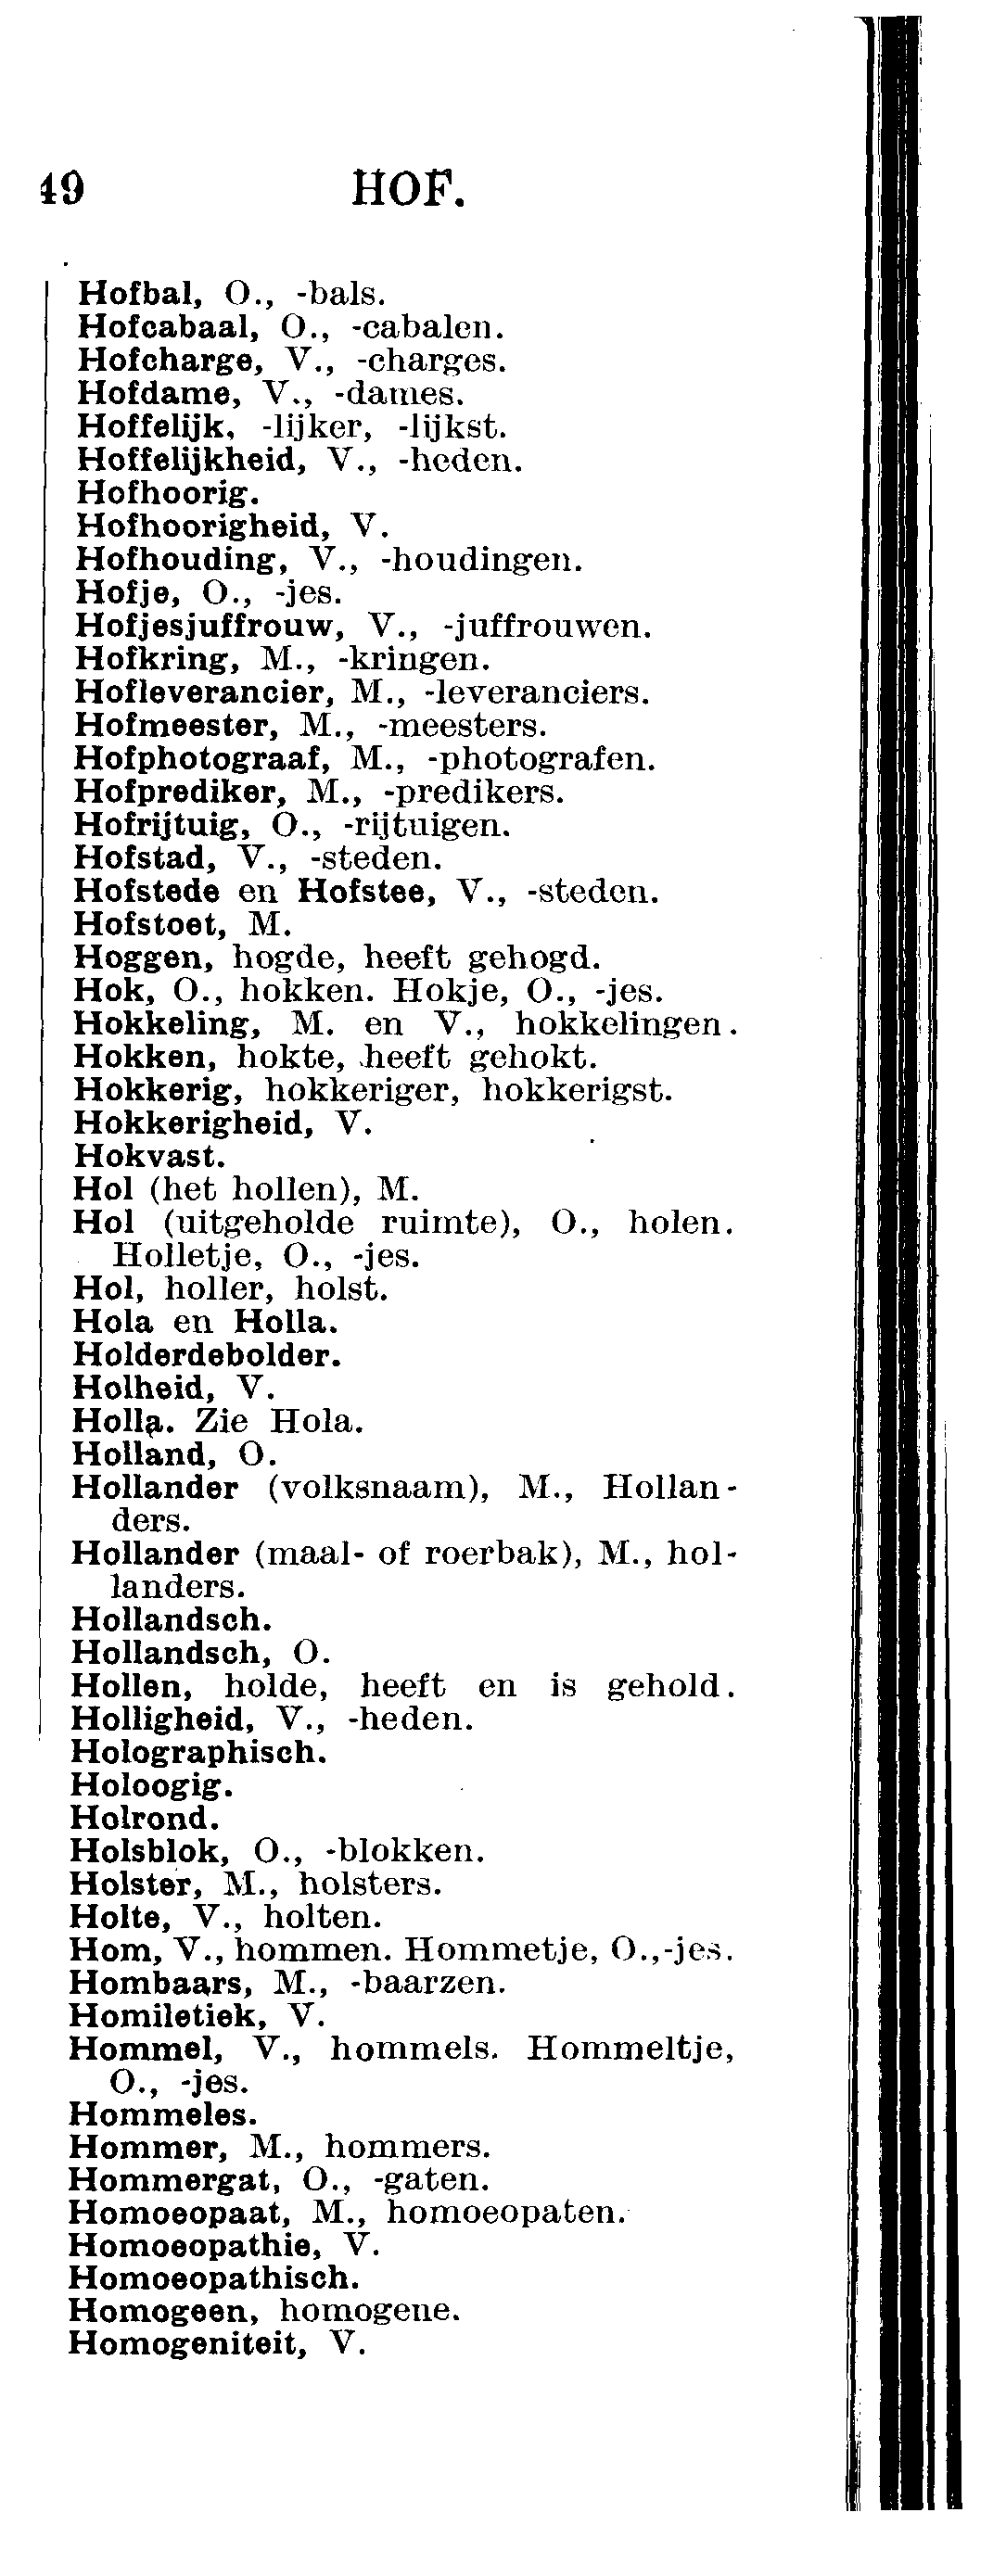 49 HOF.
Hofbal, O., -bals.
Hofcabaal, O., -cabalen.
Hofcharge, V., -charges.
Hofdame, V., -dames.
Hoffelijk, -lijker, -lijkst.
Hoffelijkheid, V., -heden.
Hofhoorig.
Hofhoorigheid, V.
Hofhouding, V., -houdingen.
Hofje, O., -jes.
Hofjesjuffrouw, V., -juffrouwen.
Hofkring, M., -kringen.
Hofleverancier, M., -leveranciers.
Hofmeester, M., -meesters.
Hofphotograaf, M., -photografen.
Hofprediker, M., -predikers.
Hofrijtuig, O., -rijtuigen.
Hofstad, V., -steden.
Hofstede en Hofstee, V., -steden.
Hofstoet, M.
Hoggen, hogde, heeft gehogd.
Hok, O., hokken. Hokje, O., -jes.
Hokkeling, M. en V., hokkelingen.
Hokken, hokte, heeft gehokt.
Hokkerig, hokkeriger, hokkerigst.
Hokkerigheid, V.
Hokvast.
Hol (het hollen), M.
Hol (uitgeholde ruimte), O., holen.
Holletje, O., -jes.
Hol, holler, holst.
Hola en Holla.
Holderdebolder.
Holheid, V.
Holla. Zie Hola.
Holland, O.
Hollander (volksnaam), M., Hollan-
ders.
Hollander (maal- of roerbak), M., hol-
landers.
Hollandsch.
Hollandsch, O.
Hollen, holde, heeft en is gehold.
Holligheid, V., -heden.
Holographisch.
Holoogig.
Holrond.
Holsblok, O., -blokken.
Holster, M., holsters.
Holte, V., holten.
Hom, V., hommen. Hommetje, O.,-jes.
Hombaars, M., -baarzen.
Homiletiek, V.
Hommel, V., hommels. Hommeltje,
O., -jes.
Hommeles.
Hommer, M., hommers.
Hommergat, O., -gaten.
Homoeopaat, M., homoeopaten.
Homoeopathie, V.
Homoeopathisch.
Homogeen, homogene.
Homogeniteit, V.